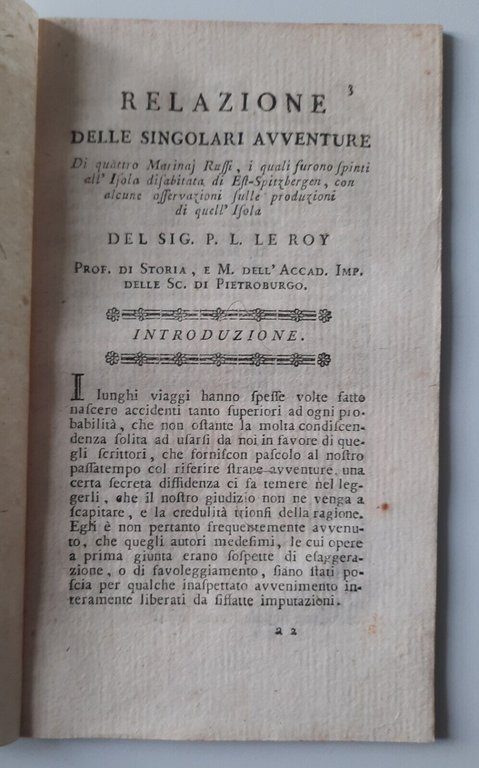 3
RELAZIONE
DELLE SINGOLARI AVVENTURE
Di quattro Marinaj Ruſſi, i quali furono ſpinti
all' Iſola diſabitata di Eſt-Spitzbergen, con
alcune oſſervazioni ſulle produzioni
di quell' Iſola
DEL SIG. P. L. LE ROY
PROF. DI STORIA, E M. DELL' ACCAD. IMP.
DELLE SC. DI PIETROBURGO.
INTRODUZIONE.
I lunghi viaggi hanno ſpeſſe volte fatto
naſcere accidenti tanto ſuperiori ad ogni pro-
babilità, che non oſtante la molta condiſcen-
denza ſolita ad uſarſi da noi in favore di que-
gli ſcrittori, che forniſcon paſcolo al noſtro
paſſatempo col riferire ſtrane avventure, una
certa ſecreta diffidenza ci fa temere nel leg-
gerli, che il noſtro giudizio non ne venga a
ſcapitare, e la credulità trionfi della ragione.
Egli è non pertanto frequentemente avvenu-
to, che quegli autori medeſimi, le cui opere
a prima giunta erano ſoſpette di eſaggera-
zione, o di favoleggiamento, ſiano ſtati po-
ſcia per qualche inaſpettato avvenimento in-
teramente liberati da ſiffatte imputazioni.
a 2